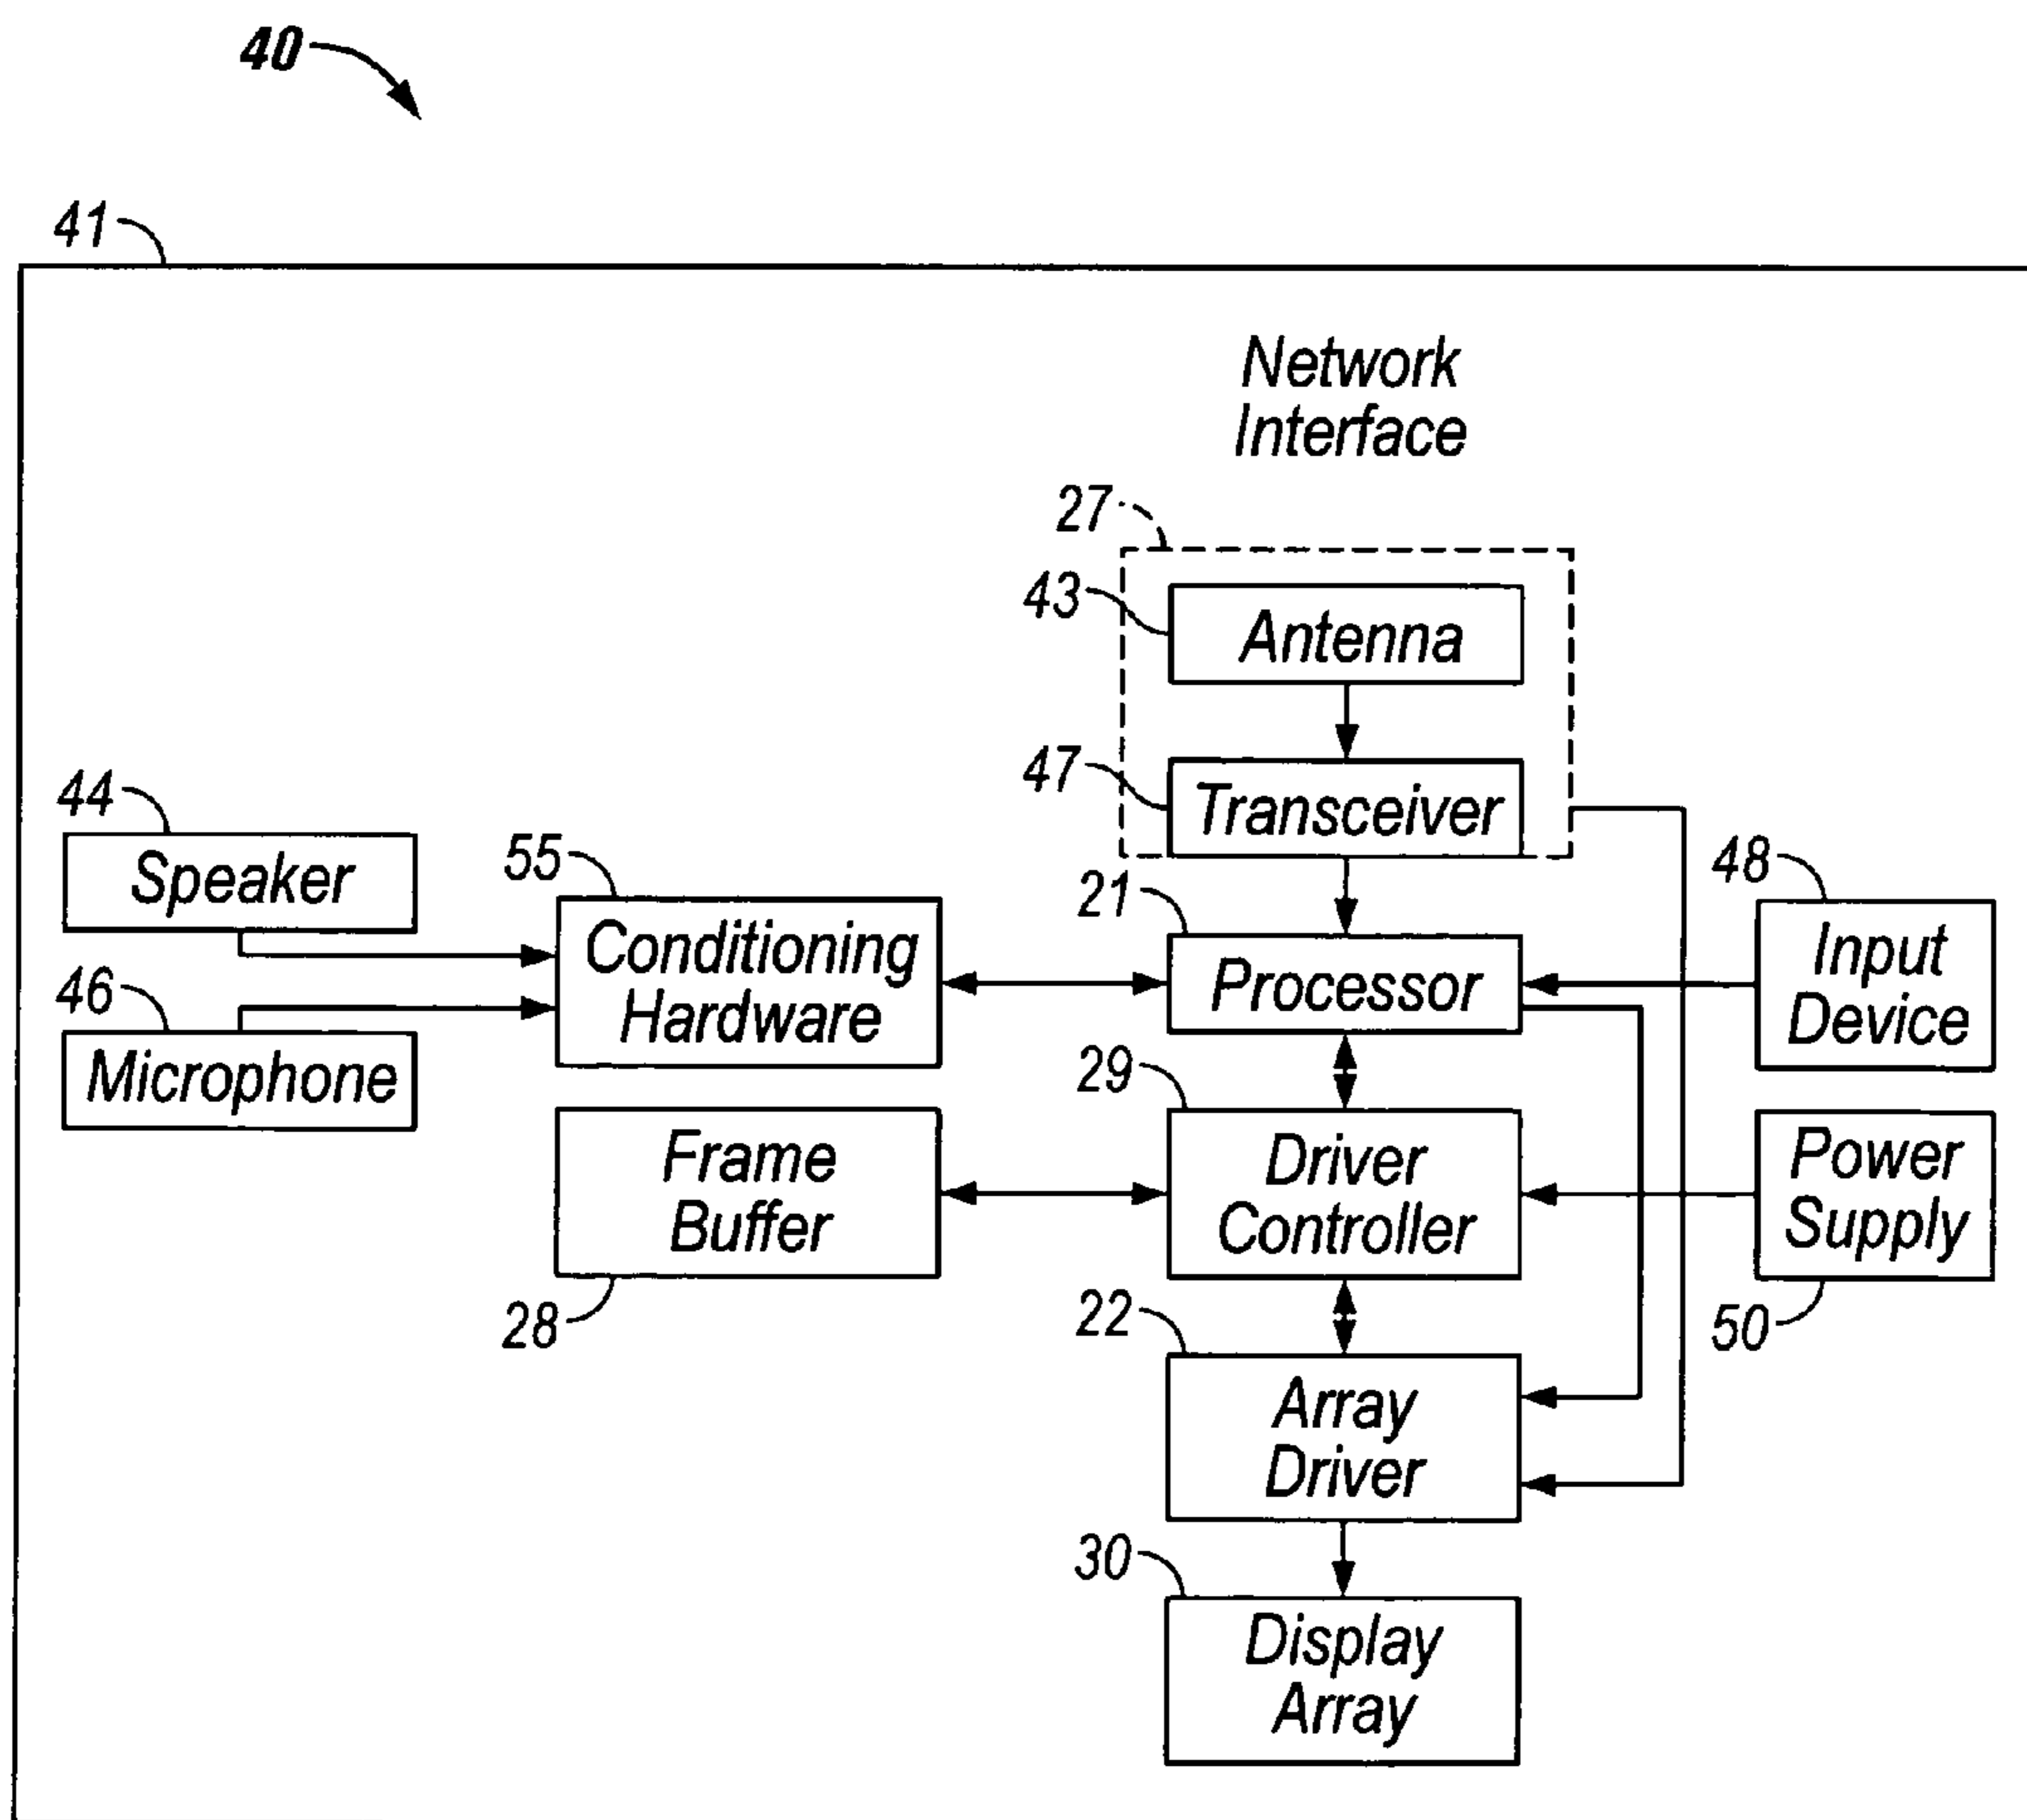 40
41
Network
Interface
27
43
Antenna
47
Transceiver
44
Speaker
55
Conditioning
Hardware
21
Processor
48
Input
Device
46
Microphone
29
Driver
Controller
Frame
Buffer
28
Power
Supply
50
22
Array
Driver
30
Display
Array